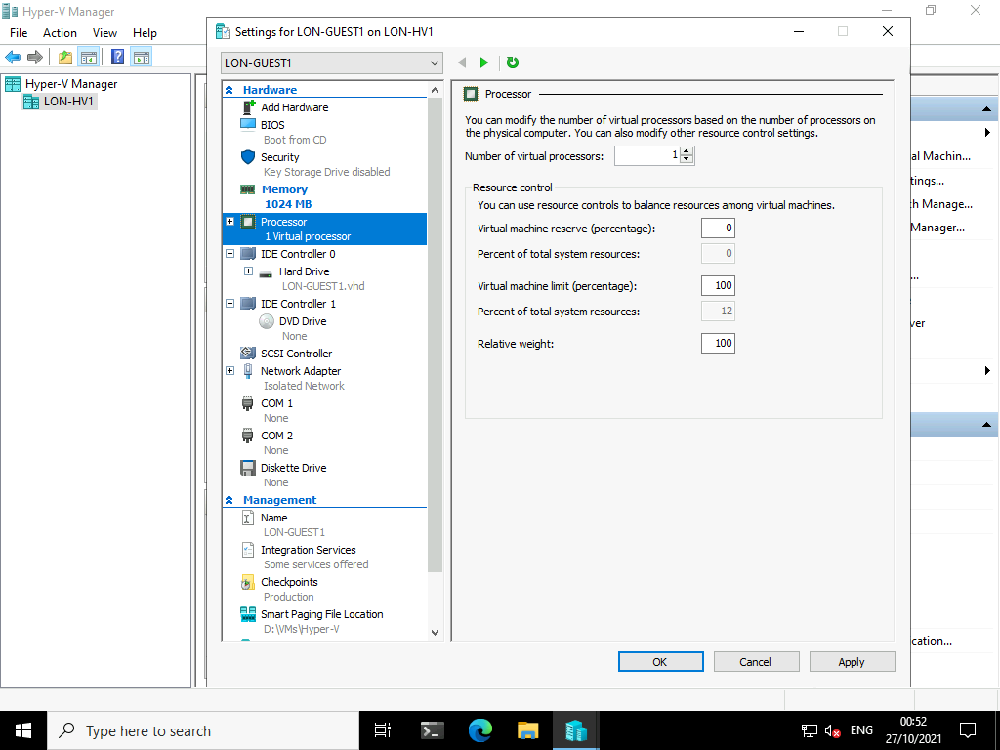 Hyper-V Manager
File Action View Help
Hyper-V Manager
LON-HV1
Settings for LON-GUEST1 on LON-HV1
LON-GUEST1
Hardware
Add Hardware
BIOS
Boot from CD
Security
Key Storage Drive disabled
Memory
1024 MB
Processor
1 Virtual processor
IDE Controller 0
Hard Drive
LON-GUEST1.vhd
IDE Controller 1
DVD Drive
None
SCSI Controller
Network Adapter
Isolated Network
COM 1
None
COM 2
None
Diskette Drive
None
Management
Name
LON-GUEST1
Integration Services
Some services offered
Checkpoints
Production
Smart Paging File Location
D:\VMs\Hyper-V
Processor
You can modify the number of virtual processors based on the number of processors on
the physical computer. You can also modify other resource control settings.
Number of virtual processors: 1
Resource control
You can use resource controls to balance resources among virtual machines.
Virtual machine reserve (percentage): 0
Percent of total system resources: 0
Virtual machine limit (percentage): 100
Percent of total system resources: 12
Relative weight: 100
OK Cancel Apply
al Machin...
tings...
h Manage...
Manager...
...
ver
cation...
Type here to search
ENG
00:52
27/10/2021